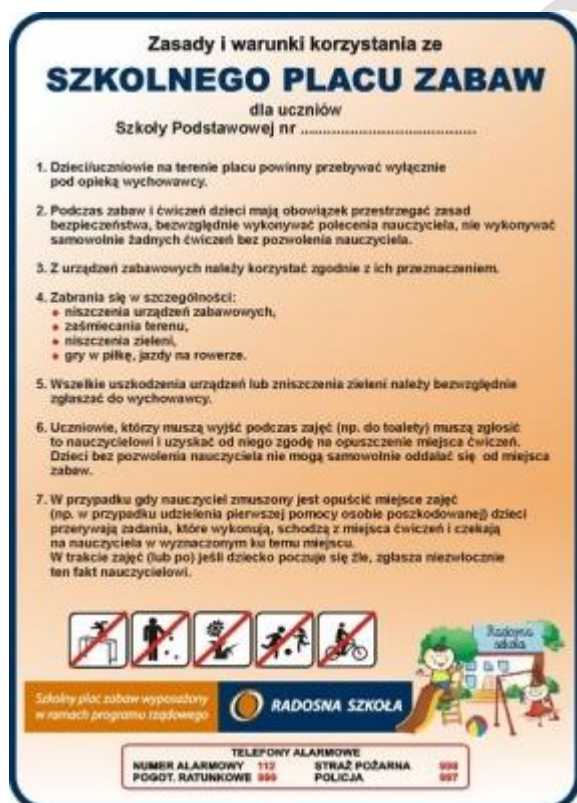 Zasady i warunki korzystania ze
SZKOLNEGO PLACU ZABAW
dla uczniów
Szkoły Podstawowej nr ............................................
1. Dzieci/uczniowie na terenie placu powinny przebywać wyłącznie
pod opieką wychowawcy.
2. Podczas zabaw i ćwiczeń dzieci mają obowiązek przestrzegać zasad
bezpieczeństwa, bezwzględnie wykonywać polecenia nauczyciela, nie wykonywać
samowolnie żadnych ćwiczeń bez pozwolenia nauczyciela.
3. Z urządzeń zabawowych należy korzystać zgodnie z ich przeznaczeniem.
4. Zabrania się w szczególności:
• niszczenia urządzeń zabawowych,
• zaśmiecania terenu,
• niszczenia zieleni,
• gry w piłkę, jazdy na rowerze.
5. Wszelkie uszkodzenia urządzeń lub zniszczenia zieleni należy bezwzględnie
zgłaszać do wychowawcy.
6. Uczniowie, którzy muszą wyjść podczas zajęć (np. do toalety) muszą zgłosić
to nauczycielowi i uzyskać od niego zgodę na opuszczenie miejsca ćwiczeń.
Dzieci bez pozwolenia nauczyciela nie mogą samowolnie oddalać się od miejsca
zabaw.
7. W przypadku gdy nauczyciel zmuszony jest opuścić miejsce zajęć
(np. w przypadku udzielenia pierwszej pomocy osobie poszkodowanej) dzieci
przerywają zadania, które wykonują, schodzą z miejsca ćwiczeń i czekają
na nauczyciela w wyznaczonym ku temu miejscu.
W trakcie zajęć (lub po) jeśli dziecko poczuje się źle, zgłasza niezwłocznie
ten fakt nauczycielowi.
Radosna
szkoła
Szkolny plac zabaw wyposażony
w ramach programu rządowego
RADOSNA SZKOŁA
TELEFONY ALARMOWE
NUMER ALARMOWY 112 STRAŻ POŻARNA 998
POGOT. RATUNKOWE 999 POLICJA 997